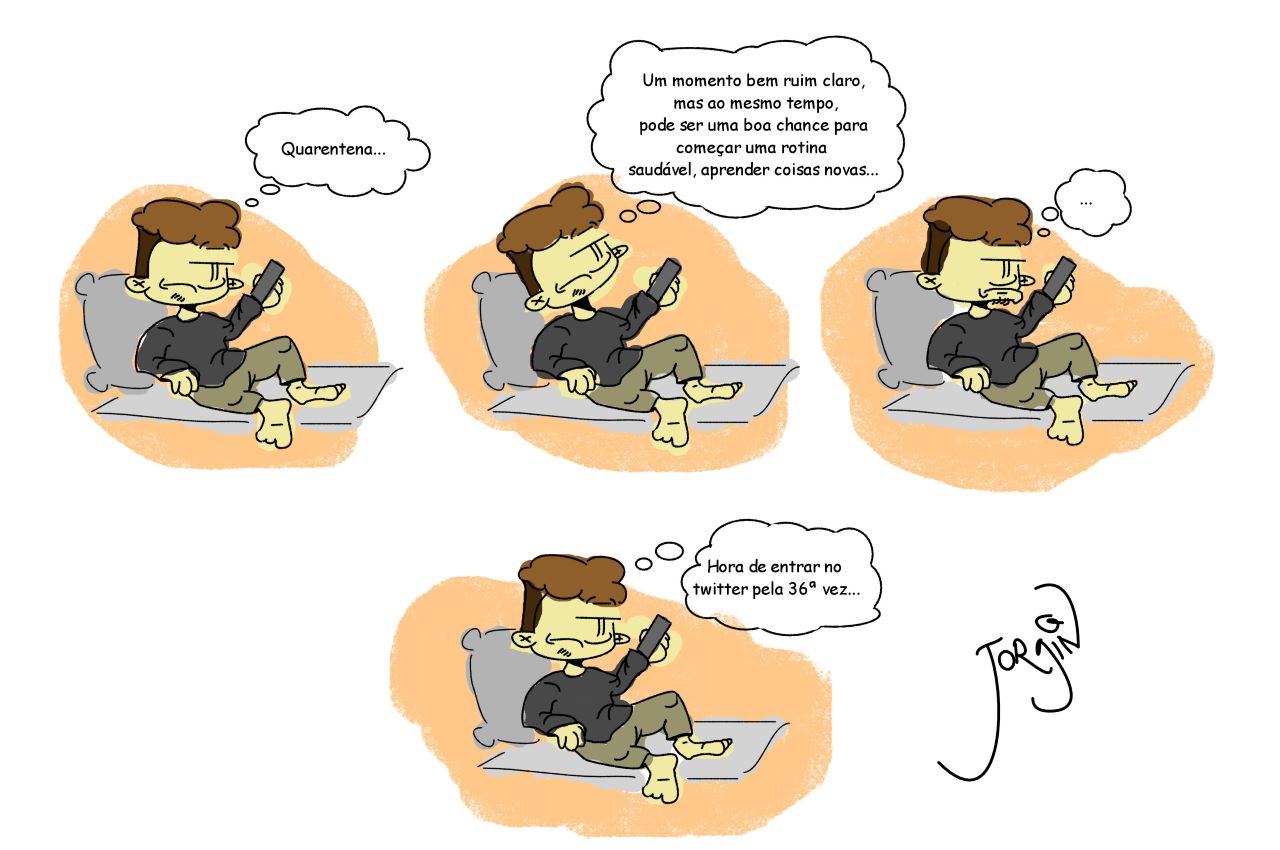 Quarentena...
Um momento bem ruim claro,
mas ao mesmo tempo,
pode ser uma boa chance para
começar uma rotina
saudável, aprender coisas novas...
...
Hora de entrar no
twitter pela 36ª vez...